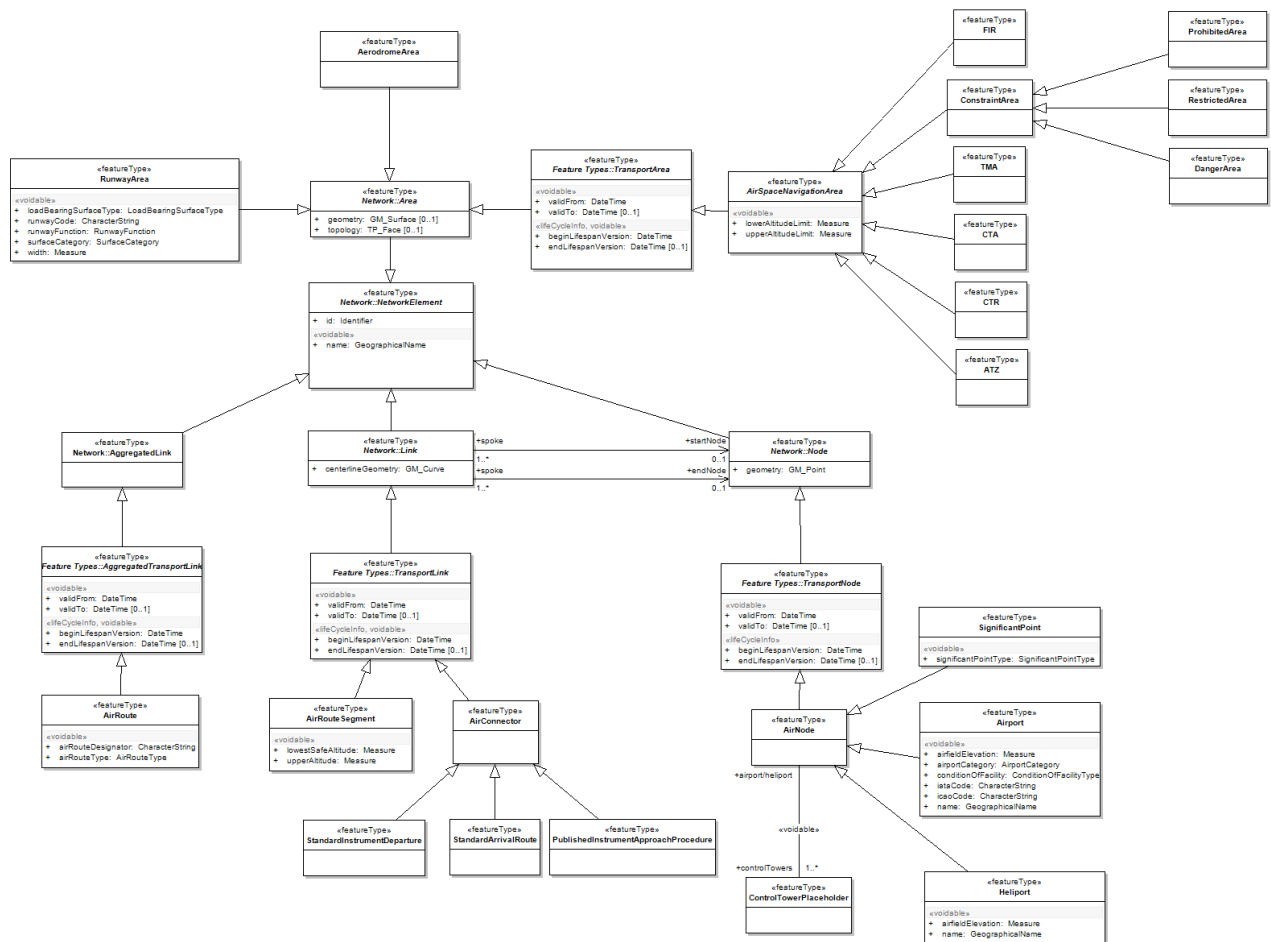 «featureType»
AerodromeArea
«featureType»
FIR
«featureType»
ProhibitedArea
«featureType»
ConstraintArea
«featureType»
RestrictedArea
«featureType»
DangerArea
«featureType»
TMA
«featureType»
CTA
«featureType»
CTR
«featureType»
ATZ
«featureType»
RunwayArea
«voidable»
+ loadBearingSurfaceType: LoadBearingSurfaceType
+ runwayCode: CharacterString
+ runwayFunction: RunwayFunction
+ surfaceCategory: SurfaceCategory
+ width: Measure
«featureType»
Network::Area
+ geometry: GM_Surface [0..1]
+ topology: TP_Face [0..1]
«featureType»
Feature Types::TransportArea
«voidable»
+ validFrom: DateTime
+ validTo: DateTime [0..1]
«lifeCycleInfo, voidable»
+ beginLifespanVersion: DateTime
+ endLifespanVersion: DateTime [0..1]
«featureType»
AirSpaceNavigationArea
«voidable»
+ lowerAltitudeLimit: Measure
+ upperAltitudeLimit: Measure
«featureType»
Network::NetworkElement
+ id: Identifier
«voidable»
+ name: GeographicalName
«featureType»
Network::AggregatedLink
«featureType»
Network::Link
+ centerlineGeometry: GM_Curve
+spoke
1..*
+startNode
0..1
+spoke
1..*
+endNode
0..1
«featureType»
Network::Node
+ geometry: GM_Point
«featureType»
Feature Types::AggregatedTransportLink
«voidable»
+ validFrom: DateTime
+ validTo: DateTime [0..1]
«lifeCycleInfo, voidable»
+ beginLifespanVersion: DateTime
+ endLifespanVersion: DateTime [0..1]
«featureType»
Feature Types::TransportLink
«voidable»
+ validFrom: DateTime
+ validTo: DateTime [0..1]
«lifeCycleInfo, voidable»
+ beginLifespanVersion: DateTime
+ endLifespanVersion: DateTime [0..1]
«featureType»
Feature Types::TransportNode
«voidable»
+ validFrom: DateTime
+ validTo: DateTime [0..1]
«lifeCycleInfo»
+ beginLifespanVersion: DateTime
+ endLifespanVersion: DateTime [0..1]
«featureType»
SignificantPoint
«voidable»
+ significantPointType: SignificantPointType
«featureType»
AirRoute
«voidable»
+ airRouteDesignator: CharacterString
+ airRouteType: AirRouteType
«featureType»
AirRouteSegment
«voidable»
+ lowestSafeAltitude: Measure
+ upperAltitude: Measure
«featureType»
AirConnector
«featureType»
AirNode
«featureType»
Airport
«voidable»
+ airfieldElevation: Measure
+ airportCategory: AirportCategory
+ conditionOfFacility: ConditionOfFacilityType
+ iataCode: CharacterString
+ icaoCode: CharacterString
+ name: GeographicalName
«featureType»
StandardInstrumentDeparture
«featureType»
StandardArrivalRoute
«featureType»
PublishedInstrumentApproachProcedure
+airport/heliport
«voidable»
+controlTowers
1..*
«featureType»
ControlTowerPlaceholder
«featureType»
Heliport
«voidable»
+ airfieldElevation: Measure
+ name: GeographicalName